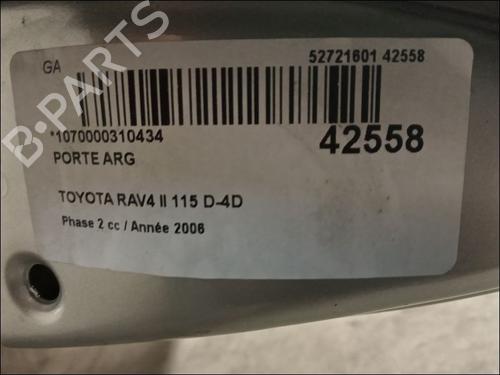 GA
52721601 42558
*1070000310434
42558
PORTE ARG
TOYOTA RAV4 II 115 D-4D
Phase 2 cc / Année 2006
B-PARTS